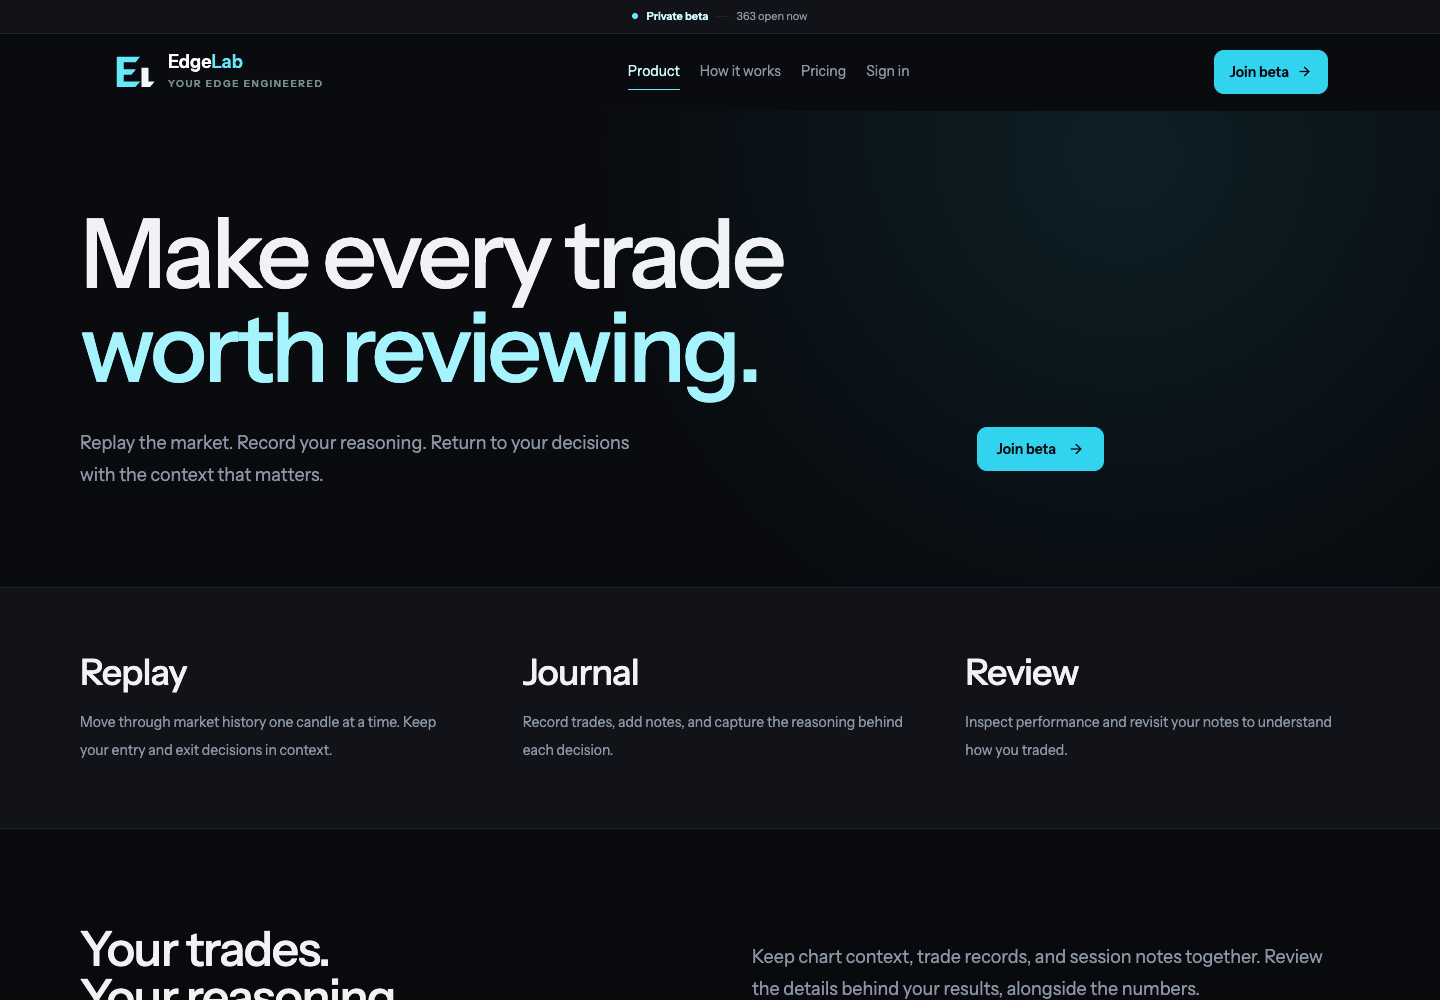 Private beta — 363 open now
EL
EdgeLab
YOUR EDGE ENGINEERED
Product
How it works
Pricing
Sign in
Join beta →
Make every trade
worth reviewing.
Replay the market. Record your reasoning. Return to your decisions
with the context that matters.
Join beta →
Replay
Move through market history one candle at a time. Keep
your entry and exit decisions in context.
Journal
Record trades, add notes, and capture the reasoning behind
each decision.
Review
Inspect performance and revisit your notes to understand
how you traded.
Your trades.
Your reasoning
Keep chart context, trade records, and session notes together. Review
the details behind your results, alongside the numbers.